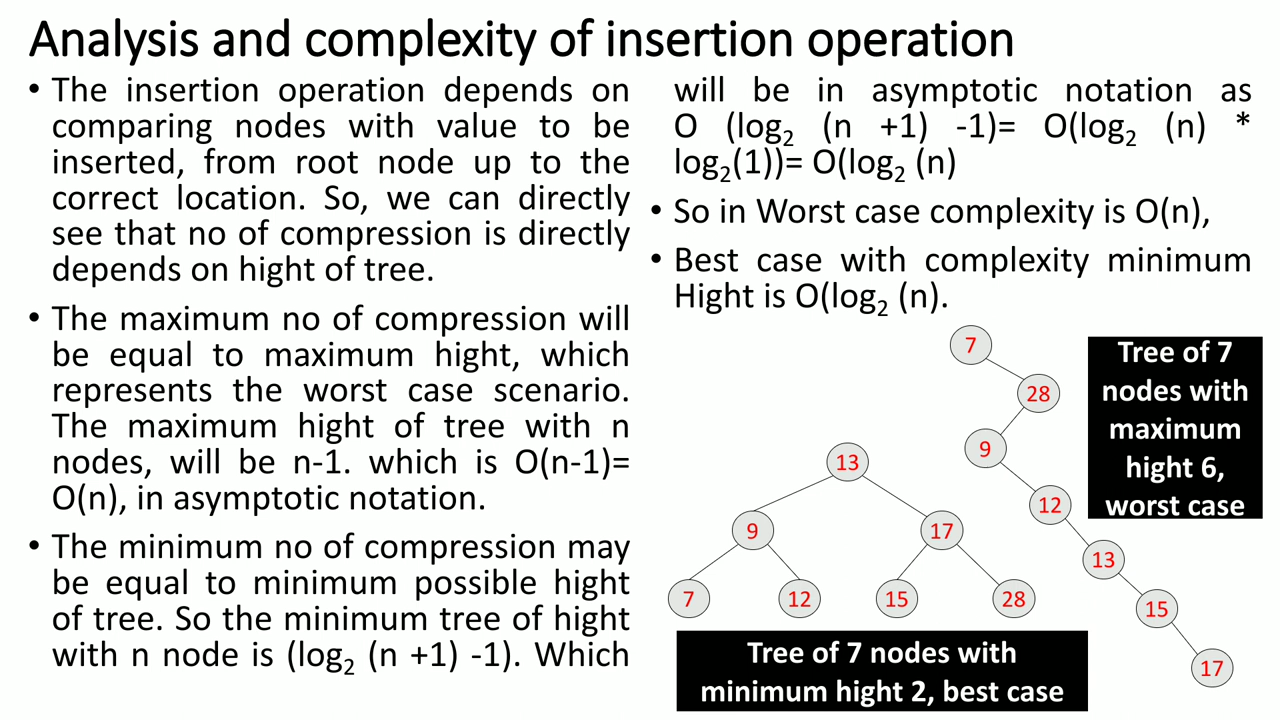 Analysis and complexity of insertion operation
• The insertion operation depends on
comparing nodes with value to be
inserted, from root node up to the
correct location. So, we can directly
see that no of compression is directly
depends on hight of tree.
• The maximum no of compression will
be equal to maximum hight, which
represents the worst case scenario.
The maximum hight of tree with n
nodes, will be n-1. which is O(n-1)=
O(n), in asymptotic notation.
• The minimum no of compression may
be equal to minimum possible hight
of tree. So the minimum tree of hight
with n node is (log₂ (n +1) -1). Which
will be in asymptotic notation as
O (log₂ (n +1) -1)= O(log₂ (n) *
log₂(1))= O(log₂ (n)
• So in Worst case complexity is O(n),
• Best case with complexity minimum
Hight is O(log₂ (n).
13
9
17
7
12
15
28
Tree of 7 nodes with
minimum hight 2, best case
7
28
9
12
13
15
17
Tree of 7
nodes with
maximum
hight 6,
worst case